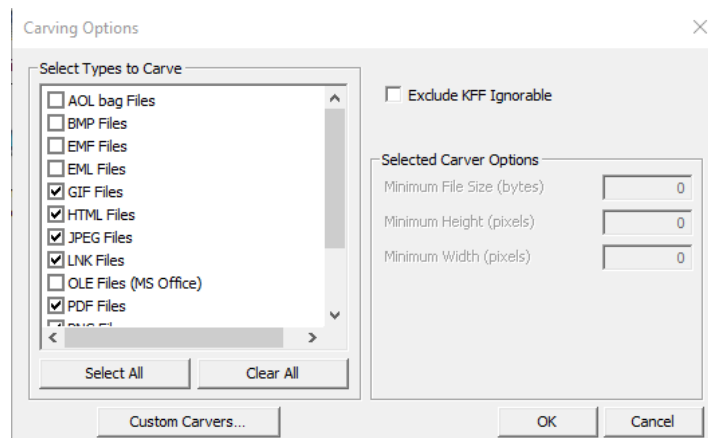 Carving Options
Select Types to Carve
AOL bag Files
BMP Files
EMF Files
EML Files
GIF Files
HTML Files
JPEG Files
LNK Files
OLE Files (MS Office)
PDF Files
Select All
Clear All
Custom Carvers...
Exclude KFF Ignorable
Selected Carver Options
Minimum File Size (bytes) 0
Minimum Height (pixels) 0
Minimum Width (pixels) 0
OK
Cancel